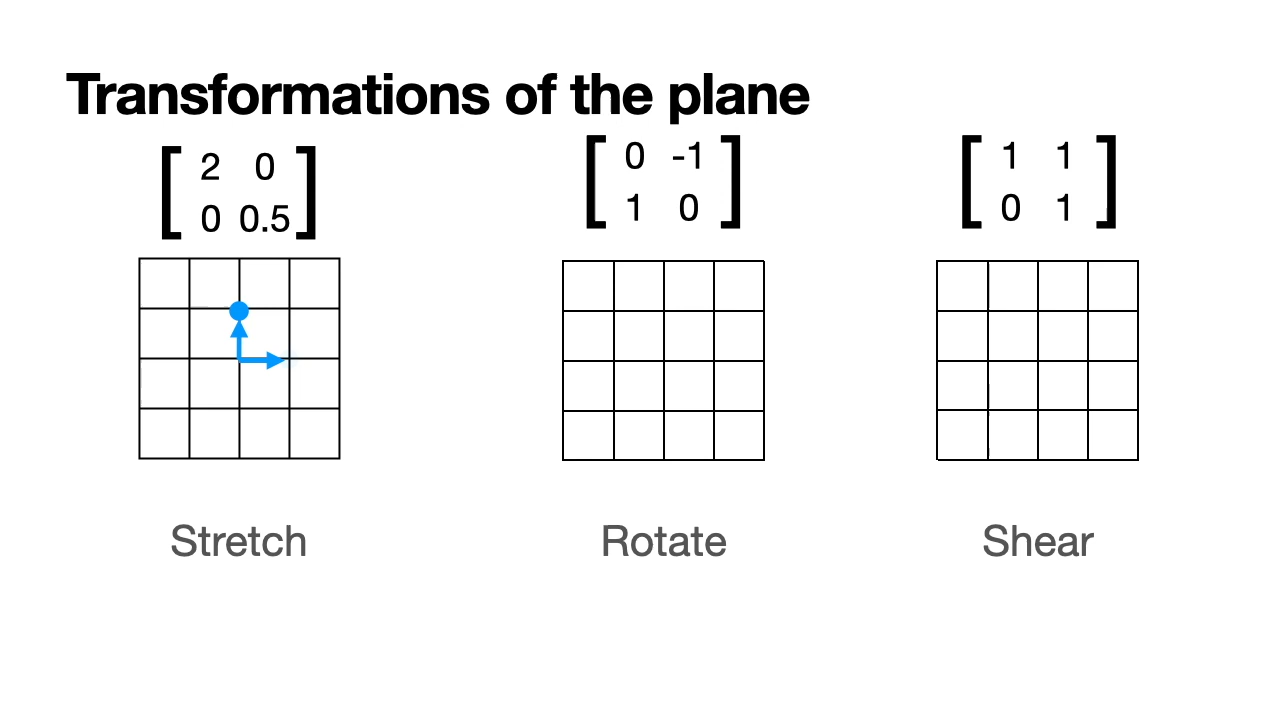 Transformations of the plane
2 0
0 0.5
0 -1
1 0
1 1
0 1
Stretch
Rotate
Shear